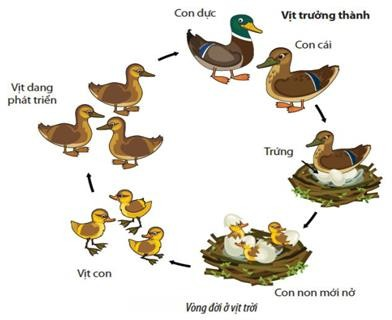 Con đực
Vịt trưởng thành
Con cái
Trứng
Con non mới nở
Vịt con
Vịt đang
phát triển
Vòng đời ở vịt trời